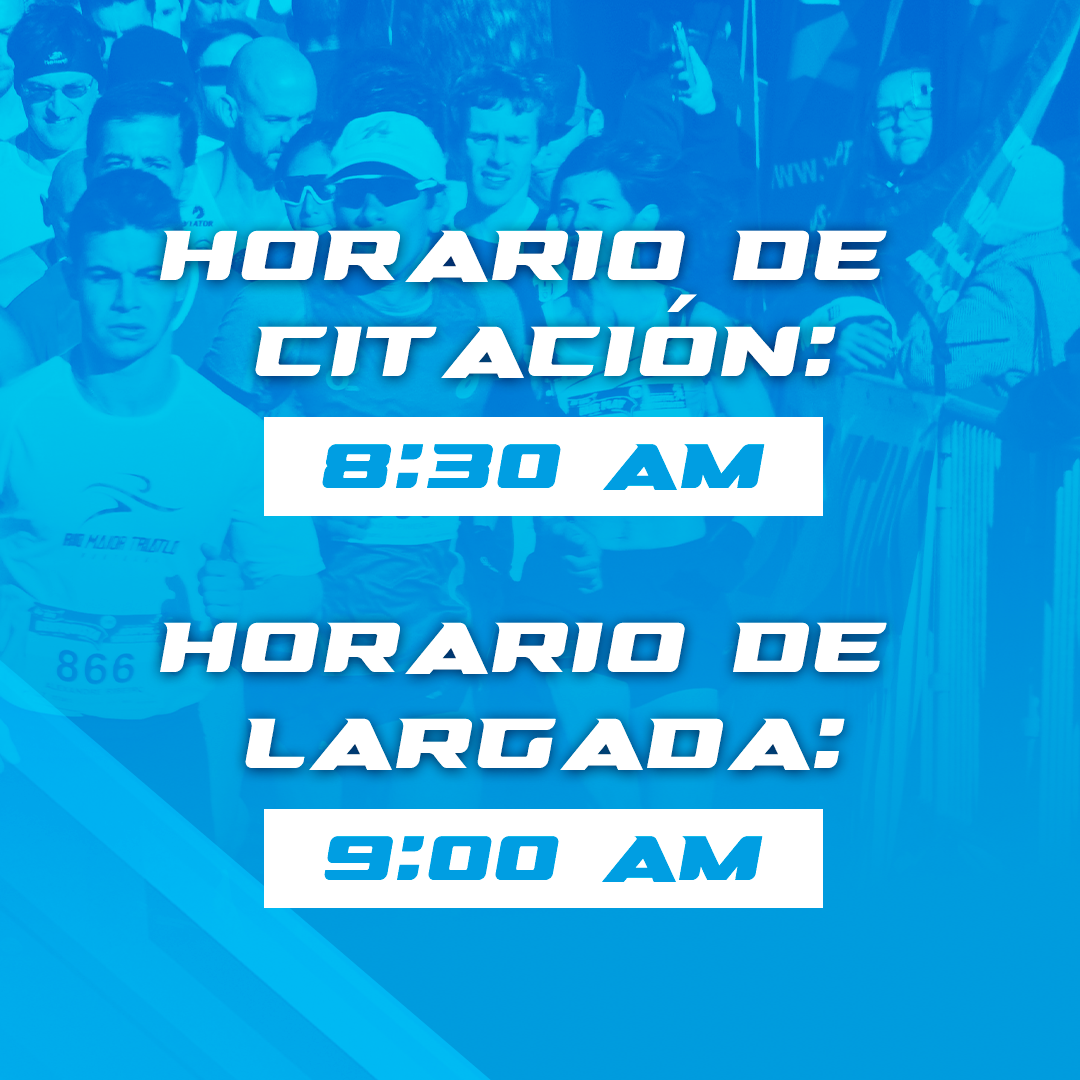 HORARIO DE
CITACIÓN:
8:30 AM
866
HORARIO DE
LARGADA:
9:00 AM